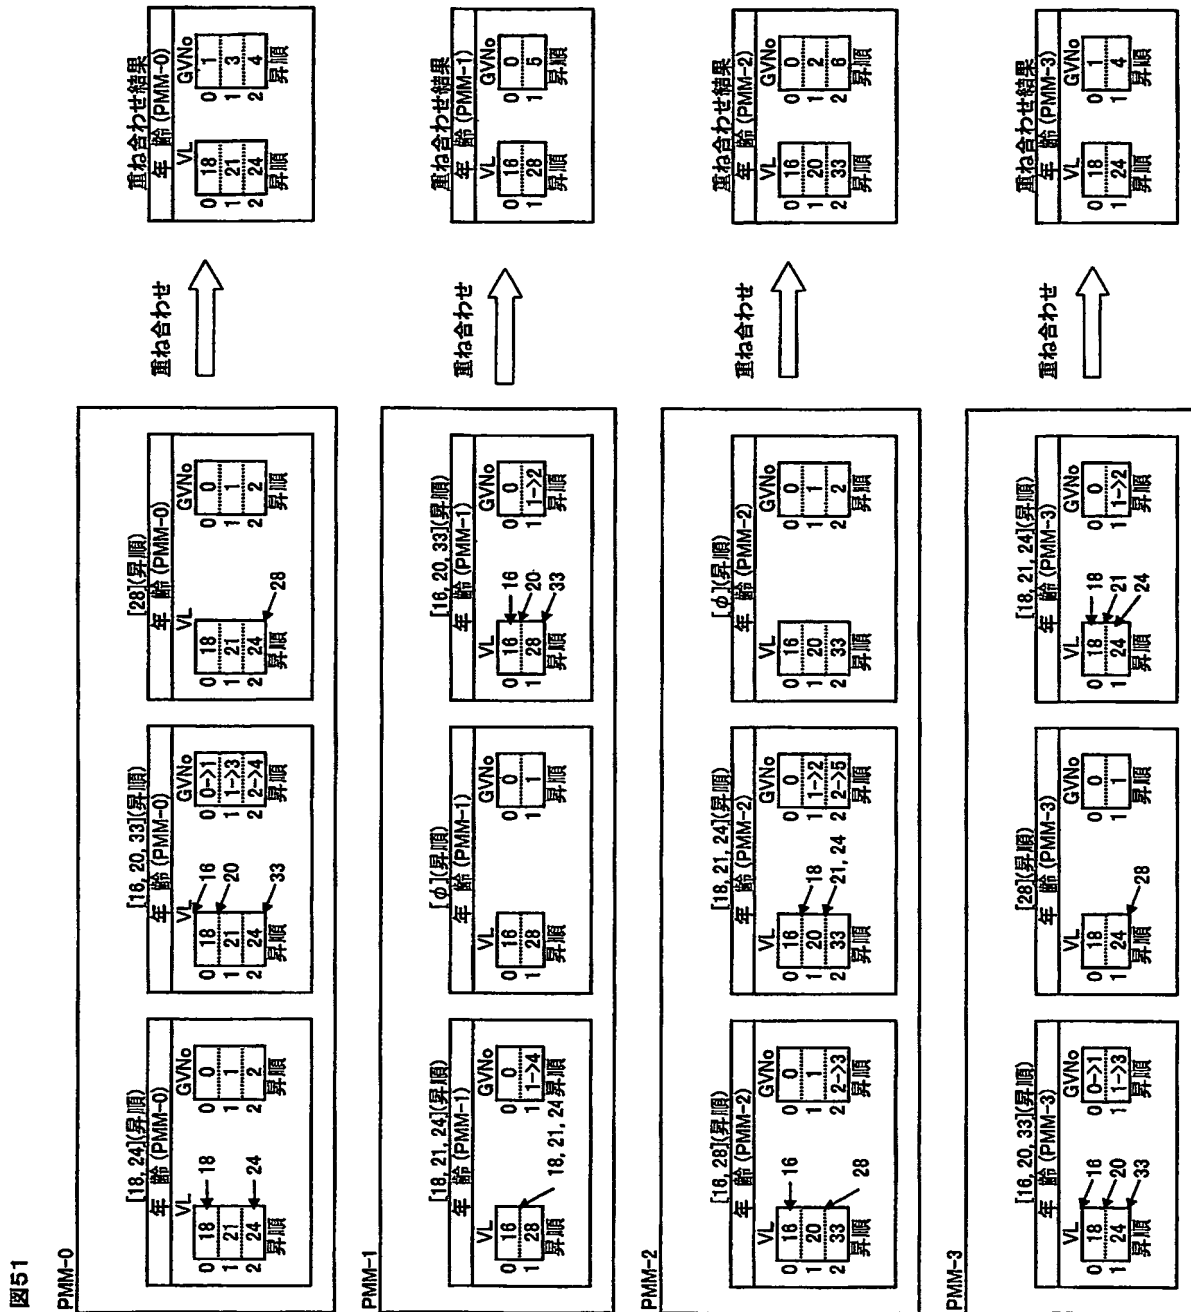 図51
PMM-0
[18, 24](昇順)
年 齢 (PMM-0)
VL GVNo
0 18 18 0 0
1 21 1 1
2 24 24 2 2
昇順 昇順
[16, 20, 33](昇順)
年 齢 (PMM-0)
VL 16 GVNo
0 18 20 0 0->1
1 21 1 1->3
2 24 33 2 2->4
昇順 昇順
[28](昇順)
年 齢 (PMM-0)
VL GVNo
0 18 0 0
1 21 1 1
2 24 28 2 2
昇順 昇順
重ね合わせ
重ね合わせ結果
年 齢 (PMM-0)
VL GVNo
0 18 0 1
1 21 1 3
2 24 2 4
昇順 昇順
PMM-1
[18, 21, 24](昇順)
年 齢 (PMM-1)
VL GVNo
0 16 0 0
1 28 18, 21, 24 1 1->4
昇順 昇順
[φ](昇順)
年 齢 (PMM-1)
VL GVNo
0 16 0 0
1 28 1 1
昇順 昇順
[16, 20, 33](昇順)
年 齢 (PMM-1)
VL GVNo
0 16 16 0 0
1 28 20 1 1->2
昇順 33 昇順
重ね合わせ
重ね合わせ結果
年 齢 (PMM-1)
VL GVNo
0 16 0 0
1 28 1 5
昇順 昇順
PMM-2
[16, 28](昇順)
年 齢 (PMM-2)
VL GVNo
0 16 16 0 0
1 20 1 1
2 33 28 2 2->3
昇順 昇順
[18, 21, 24](昇順)
年 齢 (PMM-2)
VL GVNo
0 16 18 0 0
1 20 21, 24 1 1->2
2 33 2 2->5
昇順 昇順
[φ](昇順)
年 齢 (PMM-2)
VL GVNo
0 16 0 0
1 20 1 1
2 33 2 2
昇順 昇順
重ね合わせ
重ね合わせ結果
年 齢 (PMM-2)
VL GVNo
0 16 0 0
1 20 1 2
2 33 2 6
昇順 昇順
PMM-3
[16, 20, 33](昇順)
年 齢 (PMM-3)
VL GVNo
0 18 16 0 0->1
1 24 20 1 1->3
昇順 33 昇順
[28](昇順)
年 齢 (PMM-3)
VL GVNo
0 18 0 0
1 24 28 1 1
昇順 昇順
[18, 21, 24](昇順)
年 齢 (PMM-3)
VL GVNo
0 18 18 0 0
1 24 21 1 1->2
昇順 24 昇順
重ね合わせ
重ね合わせ結果
年 齢 (PMM-3)
VL GVNo
0 18 0 1
1 24 1 4
昇順 昇順